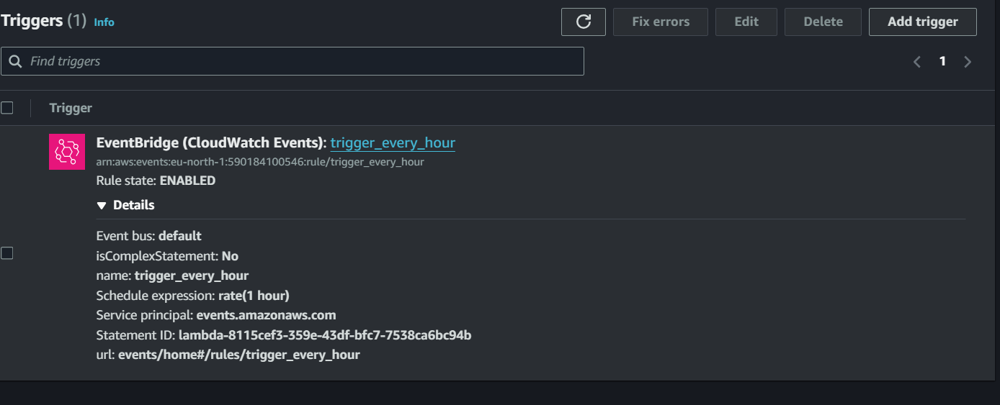 Triggers (1) Info
Fix errors
Edit
Delete
Add trigger
Find triggers
1
Trigger
EventBridge (CloudWatch Events): trigger_every_hour
arn:aws:events:eu-north-1:590184100546:rule/trigger_every_hour
Rule state: ENABLED
Details
Event bus: default
isComplexStatement: No
name: trigger_every_hour
Schedule expression: rate(1 hour)
Service principal: events.amazonaws.com
Statement ID: lambda-8115cef3-359e-43df-bfc7-7538ca6bc94b
url: events/home#/rules/trigger_every_hour